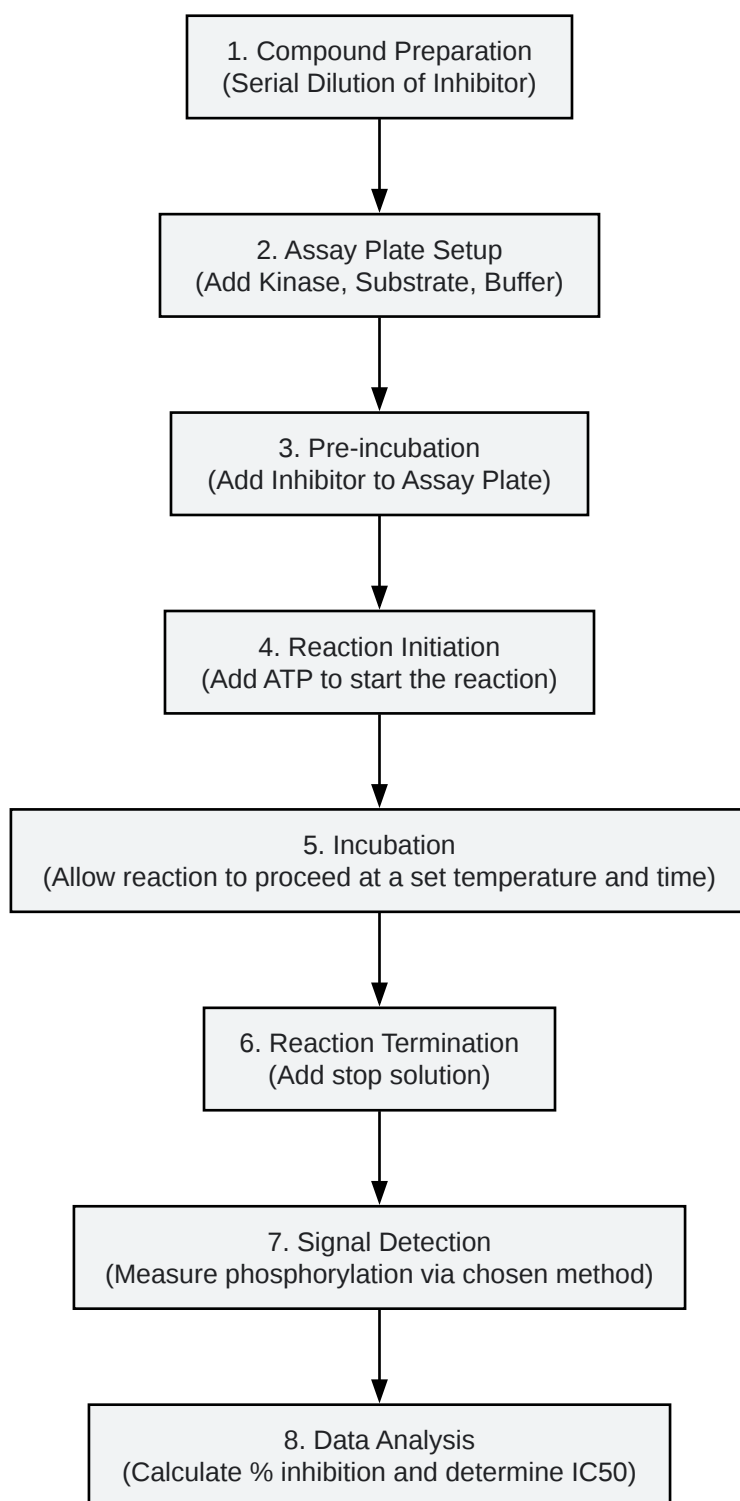 1. Compound Preparation
(Serial Dilution of Inhibitor)
2. Assay Plate Setup
(Add Kinase, Substrate, Buffer)
3. Pre-incubation
(Add Inhibitor to Assay Plate)
4. Reaction Initiation
(Add ATP to start the reaction)
5. Incubation
(Allow reaction to proceed at a set temperature and time)
6. Reaction Termination
(Add stop solution)
7. Signal Detection
(Measure phosphorylation via chosen method)
8. Data Analysis
(Calculate % inhibition and determine IC50)